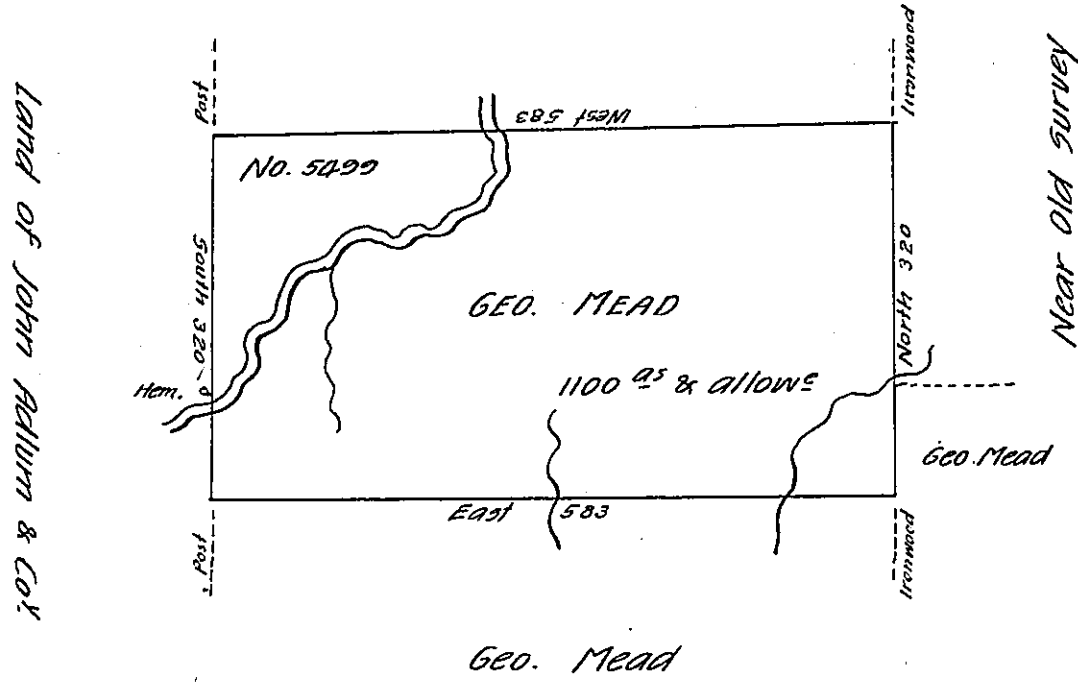 Post
Ironwood
West 583
No. 5499
Near Old Survey
Land of John Adlum & Coy.
South 320 - P
North 320
GEO. MEAD
1100 as & allowe
Hem.
Geo. Mead
East 583
Post
Ironwood
Geo. Mead